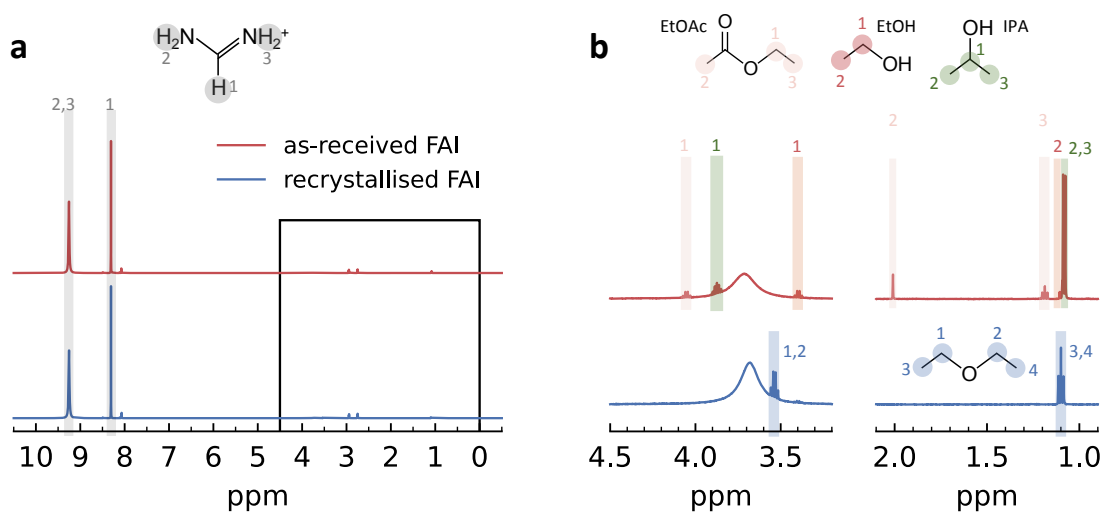 a
H₂N
NH₂⁺
2
3
H
1
2,3
1
as-received FAI
recrystallised FAI
10 9 8 7 6 5 4 3 2 1 0
ppm
b
EtOAc
O
O
1
2
3
1
EtOH
OH
2
OH
IPA
1
2
3
1
1
1
2
3
2
2,3
1,2
1
2
3
O
4
3,4
4.5 4.0 3.5
2.0 1.5 1.0
ppm
ppm